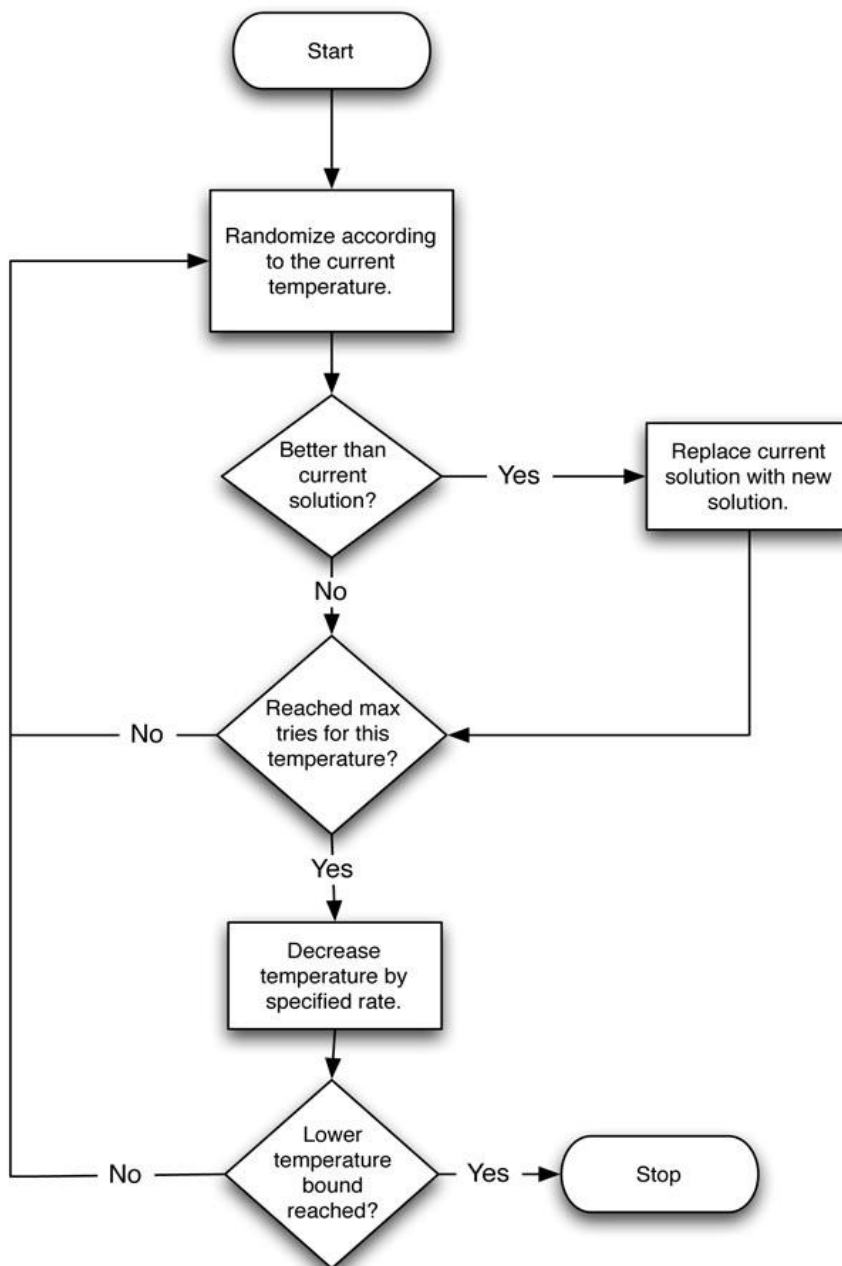 Start
Randomize according
to the current
temperature.
Better than
current
solution?
Yes
Replace current
solution with new
solution.
No
Reached max
tries for this
temperature?
No
Yes
Decrease
temperature by
specified rate.
Lower
temperature
bound
reached?
No
Yes
Stop